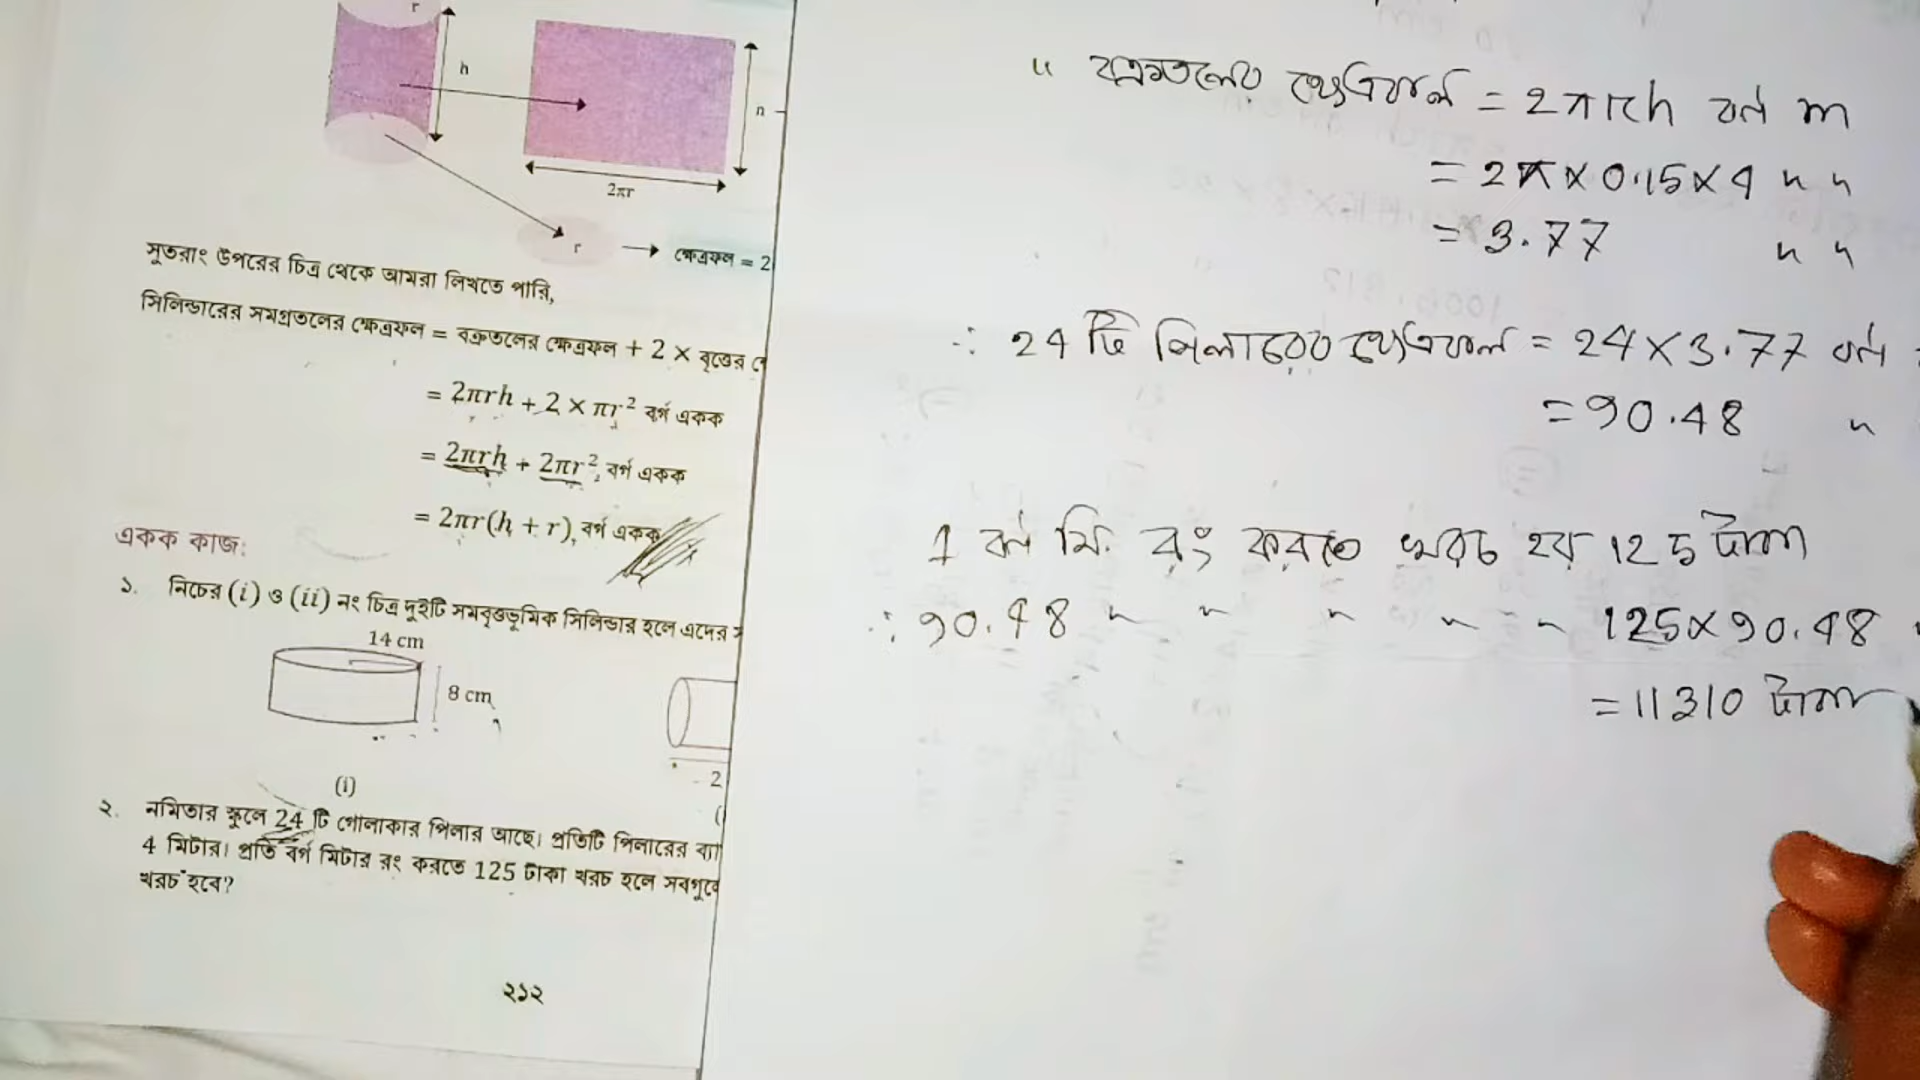 r
h
n
2πr
r → ক্ষেত্রফল = 2
সুতরাং উপরের চিত্র থেকে আমরা লিখতে পারি,
সিলিন্ডারের সমগ্রতলের ক্ষেত্রফল = বক্রতলের ক্ষেত্রফল + 2 × বৃত্তের
= 2πrh + 2 × πr² বর্গ একক
= 2πrh + 2πr², বর্গ একক
= 2πr(h + r), বর্গ একক
একক কাজ:
১. নিচের (i) ও (ii) নং চিত্র দুইটি সমবৃত্তভূমিক সিলিন্ডার হলে এদের
14 cm
8 cm
2
(i)
(
২. নমিতার স্কুলে 24 টি গোলাকার পিলার আছে। প্রতিটি পিলারের ব্যা
4 মিটার। প্রতি বর্গ মিটার রং করতে 125 টাকা খরচ হলে সবগুলে
খরচ হবে?
২১২
" বক্রতলের ক্ষেত্রফল = 2πrh বর্গ m
= 2π × 0.15 × 4 " "
= 3.77 " "
∴ 24 টি পিলারের ক্ষেত্রফল = 24 × 3.77 বর্গ
= 90.48 "
1 বর্গ মি. রং করতে খরচ হয় 125 টাকা
∴ 90.48 " " " " " 125 × 90.48 "
= 11310 টাকা